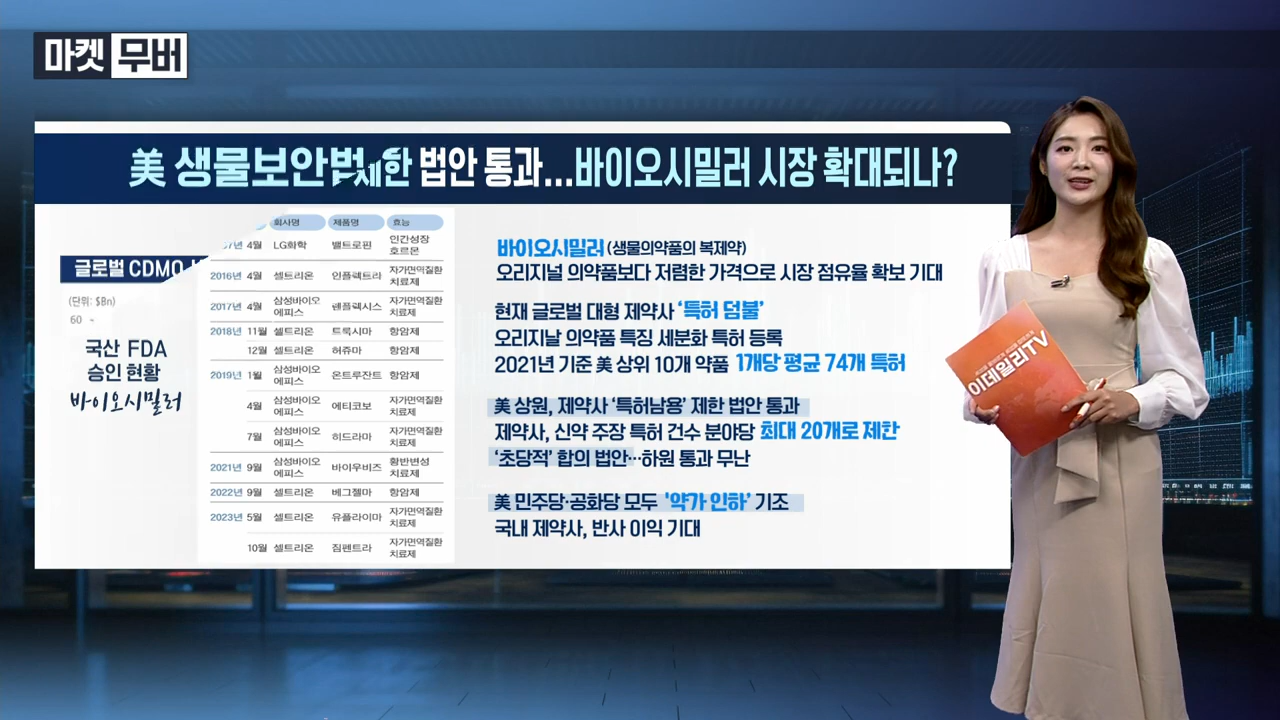 마켓 무버
美 생물보안법 제한 법안 통과...바이오시밀러 시장 확대되나?
글로벌 CDMO
(단위: $Bn)
60
국산 FDA
승인 현황
바이오시밀러
회사명 제품명 효능
4월 LG화학 밸트로핀 인간성장 호르몬
2016년 4월 셀트리온 인플렉트라 자가면역질환 치료제
2017년 4월 삼성바이오에피스 렌플렉시스 자가면역질환 치료제
2018년 11월 셀트리온 트룩시마 항암제
12월 셀트리온 허쥬마 항암제
2019년 1월 삼성바이오에피스 온트루잔트 항암제
4월 삼성바이오에피스 에티코보 자가면역질환 치료제
7월 삼성바이오에피스 히드라마 자가면역질환 치료제
2021년 9월 삼성바이오에피스 바이우비즈 황반변성 치료제
2022년 9월 셀트리온 베그젤마 항암제
2023년 5월 셀트리온 유플라이마 자가면역질환 치료제
10월 셀트리온 짐펜트라 자가면역질환 치료제
바이오시밀러 (생물의약품의 복제약)
오리지널 의약품보다 저렴한 가격으로 시장 점유율 확보 기대
현재 글로벌 대형 제약사 ‘특허 덤불’
오리지날 의약품 특징 세분화 특허 등록
2021년 기준 美 상위 10개 약품 1개당 평균 74개 특허
美 상원, 제약사 ‘특허남용’ 제한 법안 통과
제약사, 신약 주장 특허 건수 분야당 최대 20개로 제한
‘초당적’ 합의 법안…하원 통과 무난
美 민주당·공화당 모두 ‘약가 인하’ 기조
국내 제약사, 반사 이익 기대
이데일리TV